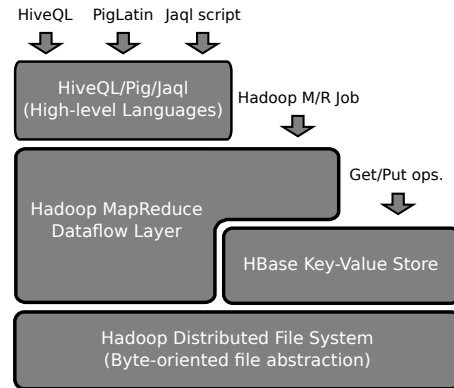 HiveQL PigLatin Jaql script
HiveQL/Pig/Jaql
(High-level Languages)
Hadoop M/R Job
Get/Put ops.
Hadoop MapReduce
Dataflow Layer
HBase Key-Value Store
Hadoop Distributed File System
(Byte-oriented file abstraction)